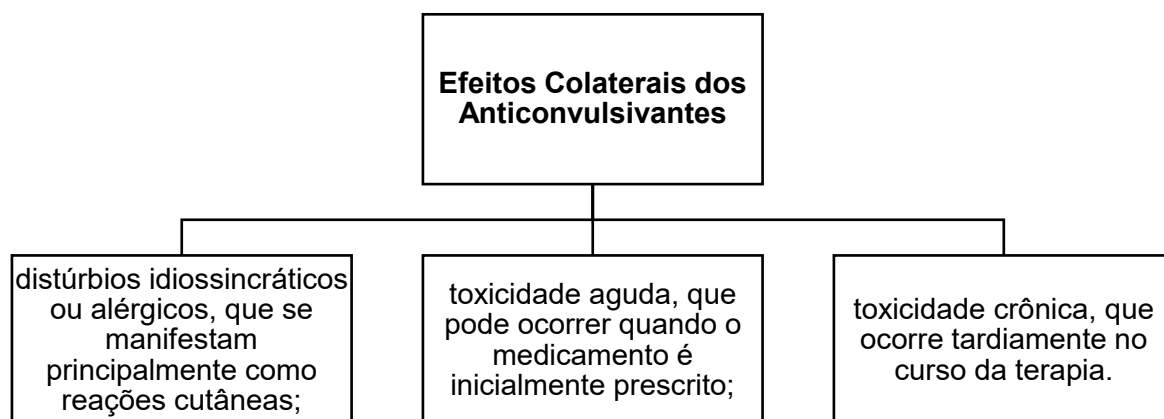 Efeitos Colaterais dos
Anticonvulsivantes
distúrbios idiossincráticos
ou alérgicos, que se
manifestam
principalmente como
reações cutâneas;
toxicidade aguda, que
pode ocorrer quando o
medicamento é
inicialmente prescrito;
toxicidade crônica, que
ocorre tardiamente no
curso da terapia.